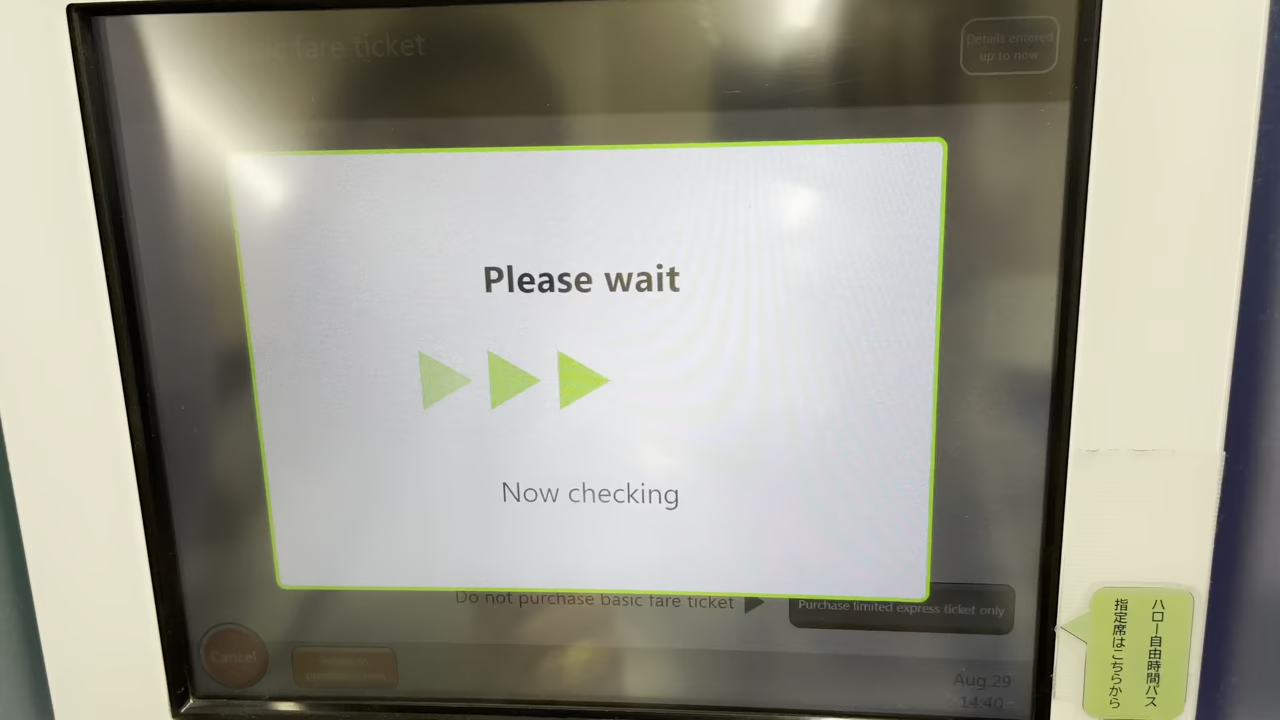 fare ticket
Details entered
up to now
Please wait
Now checking
Do not purchase basic fare ticket
Purchase limited express ticket only
Cancel
Aug.29
14:40
ハロー自由時間パス
指定席はこちらから